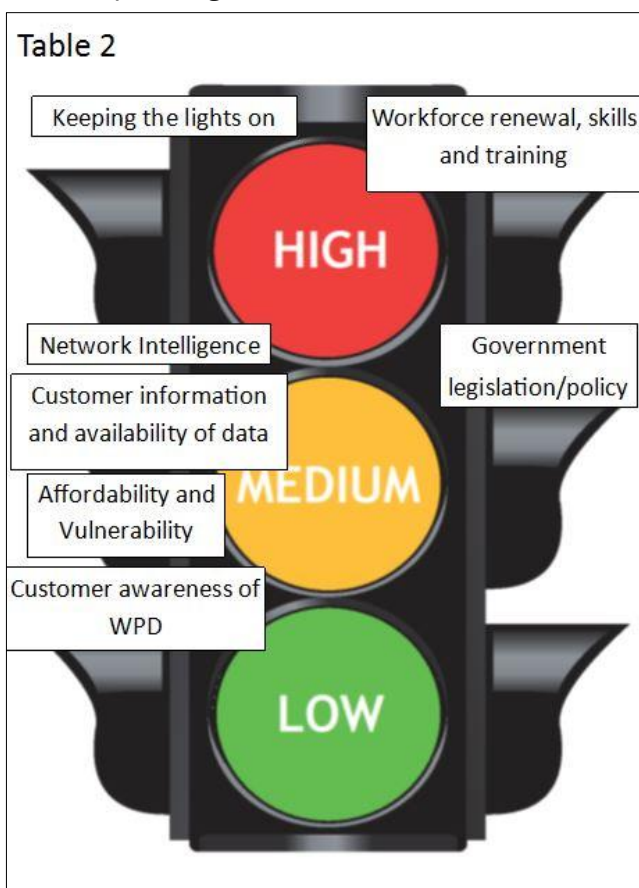 Table 2
Keeping the lights on
Workforce renewal, skills
and training
HIGH
Network Intelligence
Government
legislation/policy
Customer information
and availability of data
MEDIUM
Affordability and
Vulnerability
Customer awareness of
WPD
LOW